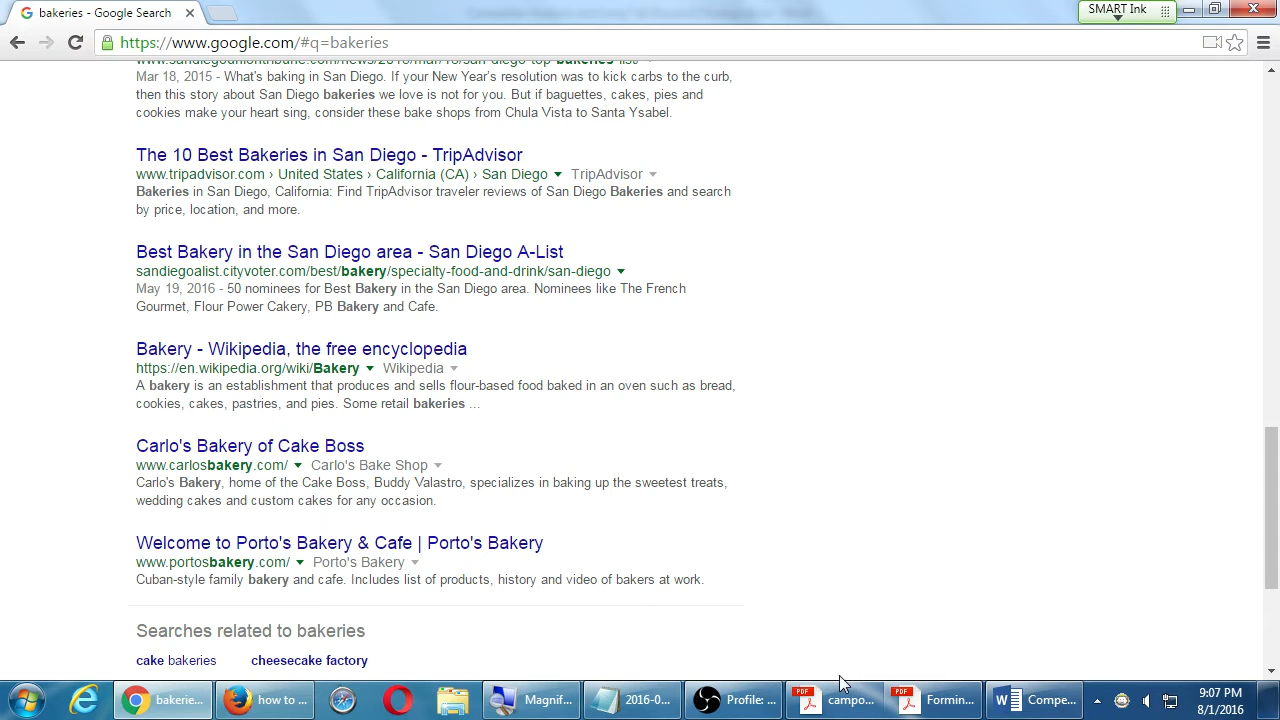 bakeries - Google Search
SMART Ink
https://www.google.com/#q=bakeries
Mar 18, 2015 - What's baking in San Diego. If your New Year's resolution was to kick carbs to the curb,
then this story about San Diego bakeries we love is not for you. But if baguettes, cakes, pies and
cookies make your heart sing, consider these bake shops from Chula Vista to Santa Ysabel.
The 10 Best Bakeries in San Diego - TripAdvisor
www.tripadvisor.com › United States › California (CA) › San Diego TripAdvisor
Bakeries in San Diego, California: Find TripAdvisor traveler reviews of San Diego Bakeries and search
by price, location, and more.
Best Bakery in the San Diego area - San Diego A-List
sandiegoalist.cityvoter.com/best/bakery/specialty-food-and-drink/san-diego
May 19, 2016 - 50 nominees for Best Bakery in the San Diego area. Nominees like The French
Gourmet, Flour Power Cakery, PB Bakery and Cafe.
Bakery - Wikipedia, the free encyclopedia
https://en.wikipedia.org/wiki/Bakery Wikipedia
A bakery is an establishment that produces and sells flour-based food baked in an oven such as bread,
cookies, cakes, pastries, and pies. Some retail bakeries ...
Carlo's Bakery of Cake Boss
www.carlosbakery.com/ Carlo's Bake Shop
Carlo's Bakery, home of the Cake Boss, Buddy Valastro, specializes in baking up the sweetest treats,
wedding cakes and custom cakes for any occasion.
Welcome to Porto's Bakery & Cafe | Porto's Bakery
www.portosbakery.com/ Porto's Bakery
Cuban-style family bakery and cafe. Includes list of products, history and video of bakers at work.
Searches related to bakeries
cake bakeries cheesecake factory
bakerie... how to ... Magnif... 2016-0... Profile: ... PDF campo... PDF Formin... Compe... 9:07 PM
8/1/2016